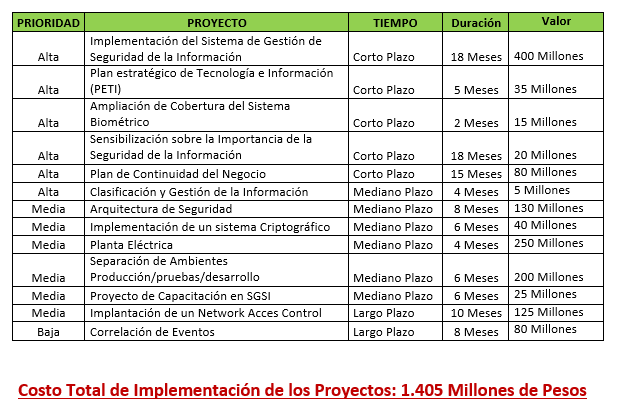 PRIORIDAD PROYECTO TIEMPO Duración Valor
Alta Implementación del Sistema de Gestión de Seguridad de la Información Corto Plazo 18 Meses 400 Millones
Alta Plan estratégico de Tecnología e Información (PETI) Corto Plazo 5 Meses 35 Millones
Alta Ampliación de Cobertura del Sistema Biométrico Corto Plazo 2 Meses 15 Millones
Alta Sensibilización sobre la Importancia de la Seguridad de la Información Corto Plazo 18 Meses 20 Millones
Alta Plan de Continuidad del Negocio Corto Plazo 15 Meses 80 Millones
Alta Clasificación y Gestión de la Información Mediano Plazo 4 Meses 5 Millones
Media Arquitectura de Seguridad Mediano Plazo 8 Meses 130 Millones
Media Implementación de un sistema Criptográfico Mediano Plazo 6 Meses 40 Millones
Media Planta Eléctrica Mediano Plazo 4 Meses 250 Millones
Media Separación de Ambientes Producción/pruebas/desarrollo Mediano Plazo 6 Meses 200 Millones
Media Proyecto de Capacitación en SGSI Mediano Plazo 6 Meses 25 Millones
Media Implantación de un Network Acces Control Largo Plazo 10 Meses 125 Millones
Baja Correlación de Eventos Largo Plazo 8 Meses 80 Millones
Costo Total de Implementación de los Proyectos: 1.405 Millones de Pesos